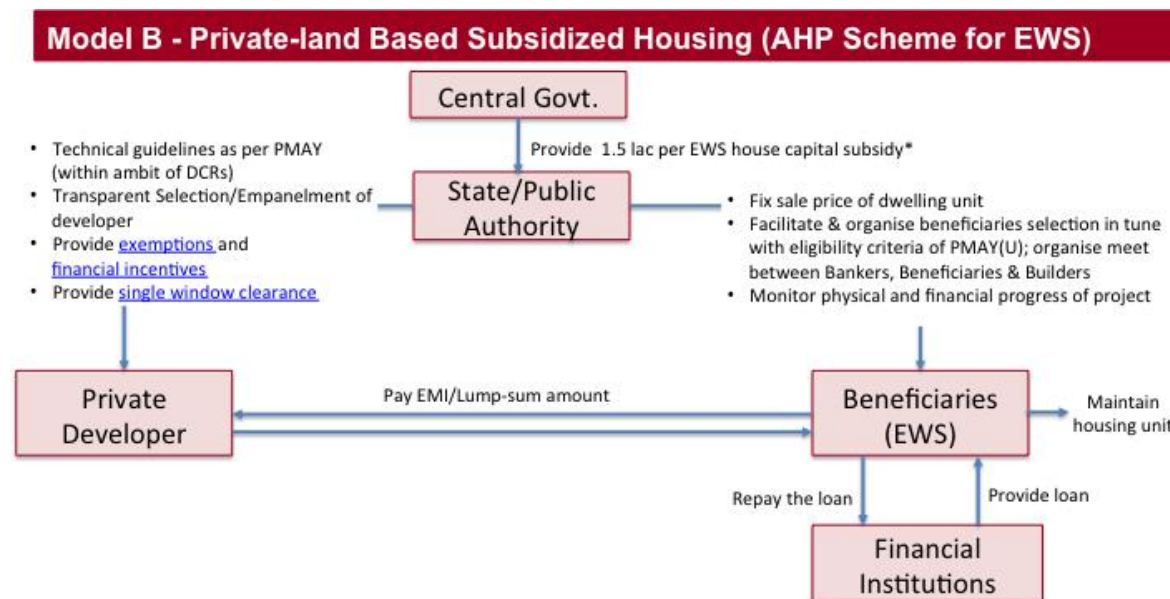 Model B - Private-land Based Subsidized Housing (AHP Scheme for EWS)
Central Govt.
Provide 1.5 lac per EWS house capital subsidy*
• Technical guidelines as per PMAY
(within ambit of DCRs)
• Transparent Selection/Empanelment of
developer
• Provide exemptions and
financial incentives
• Provide single window clearance
State/Public
Authority
• Fix sale price of dwelling unit
• Facilitate & organise beneficiaries selection in tune
with eligibility criteria of PMAY(U); organise meet
between Bankers, Beneficiaries & Builders
• Monitor physical and financial progress of project
Private
Developer
Pay EMI/Lump-sum amount
Beneficiaries
(EWS)
Maintain
housing unit
Repay the loan
Provide loan
Financial
Institutions